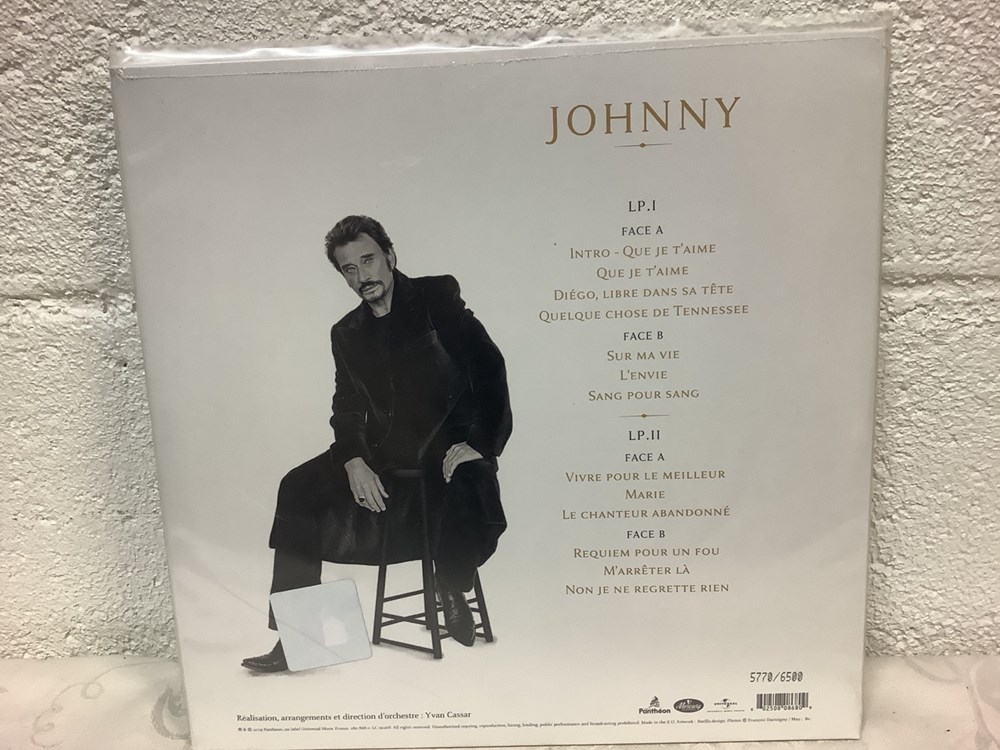 JOHNNY
LP.I
FACE A
INTRO - QUE JE T'AIME
QUE JE T'AIME
DIÉGO, LIBRE DANS SA TÊTE
QUELQUE CHOSE DE TENNESSEE
FACE B
SUR MA VIE
L'ENVIE
SANG POUR SANG
LP.II
FACE A
VIVRE POUR LE MEILLEUR
MARIE
LE CHANTEUR ABANDONNÉ
FACE B
REQUIEM POUR UN FOU
M'ARRÊTER LÀ
NON JE NE REGRETTE RIEN
5770/6500
Réalisation, arrangements et direction d'orchestre : Yvan Cassar
Panthéon
Mercury